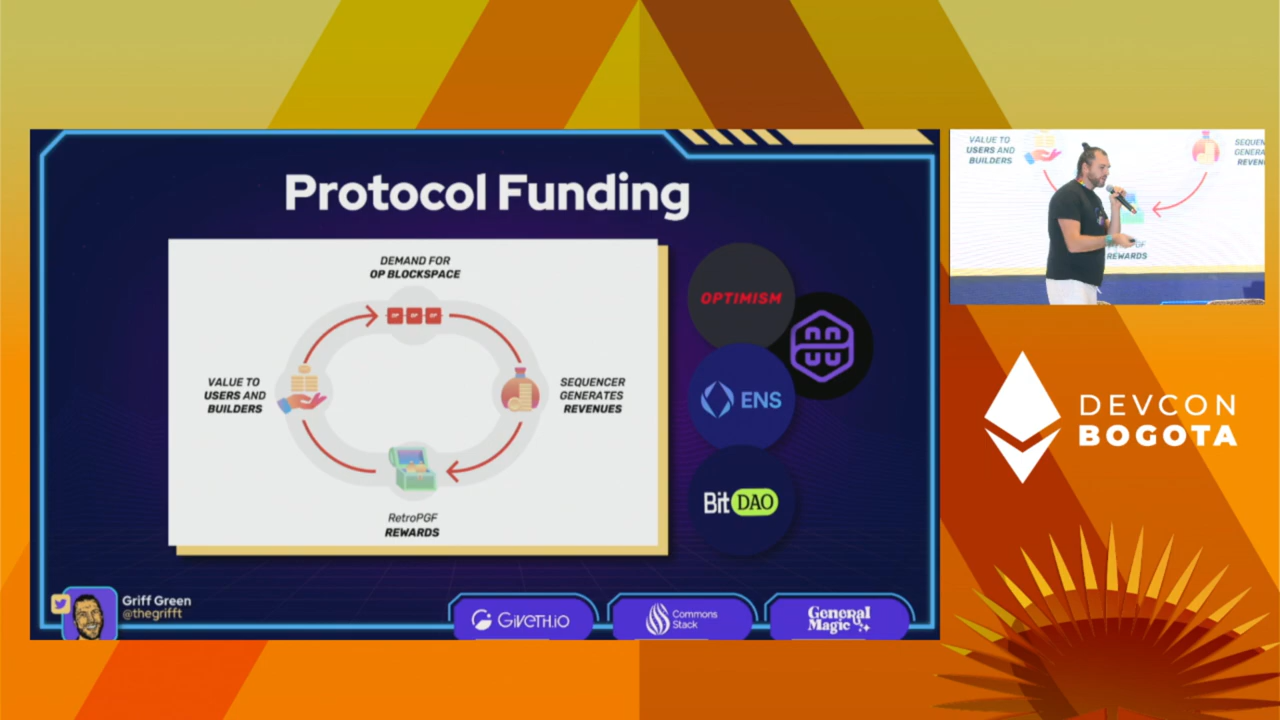 Protocol Funding
DEMAND FOR
OP BLOCKSPACE
VALUE TO
USERS AND
BUILDERS
SEQUENCER
GENERATES
REVENUES
RetroPGF
REWARDS
OPTIMISM
ENS
BitDAO
Griff Green
@thegrifft
GIVETH.IO
Commons
Stack
General
Magic
VALUE TO
USERS AND
BUILDERS
REWARDS
DEVCON
BOGOTA